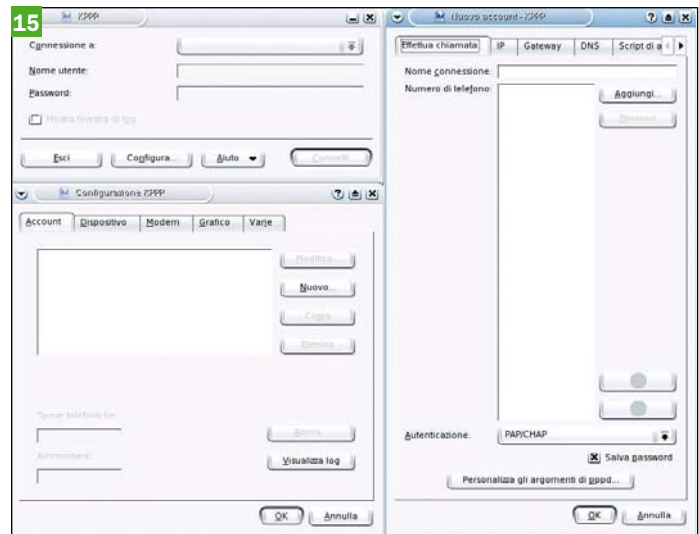 15
KPPP
Connessione a:
Nome utente:
Password:
Mostra finestra di log
Esci
Configura...
Aiuto
Connetti
Configurazione KPPP
Account
Dispositivo
Modem
Grafico
Varie
Modifica...
Nuovo...
Copia
Elimina
Spese telefoniche:
Azzera...
Ammontare:
Visualizza log
OK
Annulla
Nuovo account - KPPP
Effettua chiamata
IP
Gateway
DNS
Script di a
Nome connessione:
Numero di telefono:
Aggiungi...
Rimuovi
Autenticazione:
PAP/CHAP
Salva password
Personalizza gli argomenti di pppd...
OK
Annulla